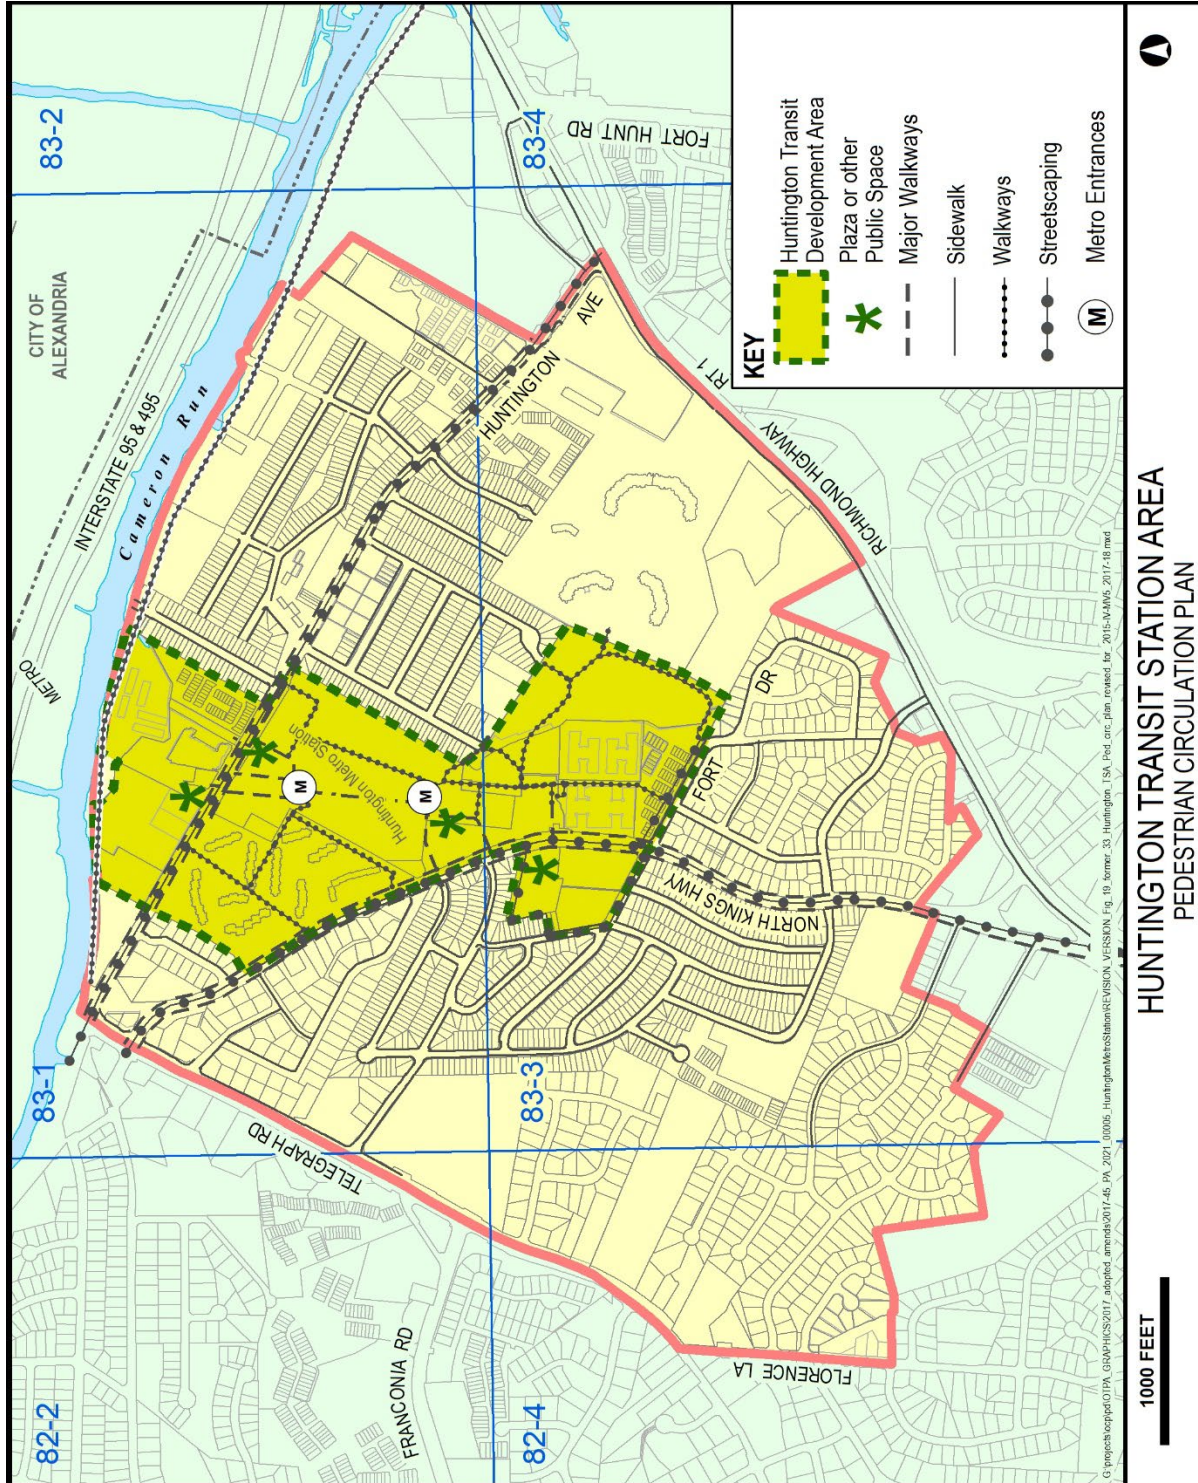 82-2
83-1
83-2
CITY OF
ALEXANDRIA
METRO
INTERSTATE 95 & 495
Cameron Run
TELEGRAPH RD
FRANCONIA RD
82-4
83-3
83-4
FORT HUNT RD
HUNTINGTON
AVE
Huntington Metro Station
M
M
NORTH KINGS HWY
FORT
DR
RT 1
RICHMOND HIGHWAY
FLORENCE LA
KEY
Huntington Transit
Development Area
Plaza or other
Public Space
Major Walkways
Sidewalk
Walkways
Streetscaping
M
Metro Entrances
1000 FEET
HUNTINGTON TRANSIT STATION AREA
PEDESTRIAN CIRCULATION PLAN